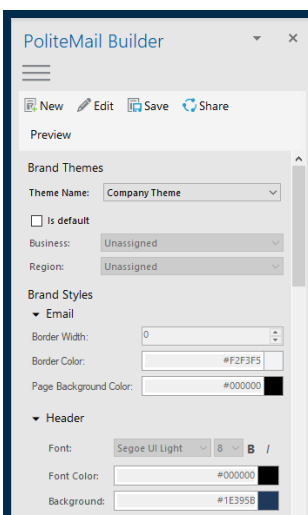 PoliteMail Builder
New Edit Save Share
Preview
Brand Themes
Theme Name: Company Theme
Is default
Business: Unassigned
Region: Unassigned
Brand Styles
Email
Border Width: 0
Border Color: #F2F3F5
Page Background Color: #000000
Header
Font: Segoe UI Light 8 B I
Font Color: #000000
Background: #1E395B